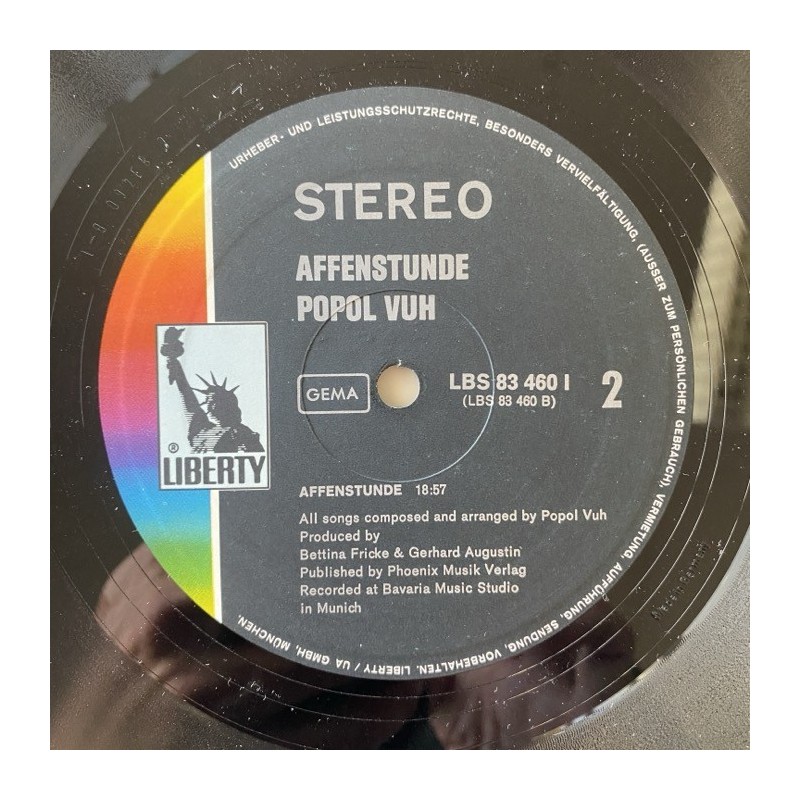 URHEBER- UND LEISTUNGSSCHUTZRECHTE, BESONDERS VERVIELFÄLTIGUNG, (AUSSER ZUM PERSÖNLICHEN GEBRAUCH), VERMIETUNG, AUFFÜHRUNG, SENDUNG, VORBEHALTEN. LIBERTY / UA GMBH, MÜNCHEN.
STEREO
AFFENSTUNDE
POPOL VUH
GEMA
LBS 83 460 I
(LBS 83 460 B)
2
®
LIBERTY
AFFENSTUNDE 18:57
All songs composed and arranged by Popol Vuh
Produced by
Bettina Fricke & Gerhard Augustin
Published by Phoenix Musik Verlag
Recorded at Bavaria Music Studio
in Munich